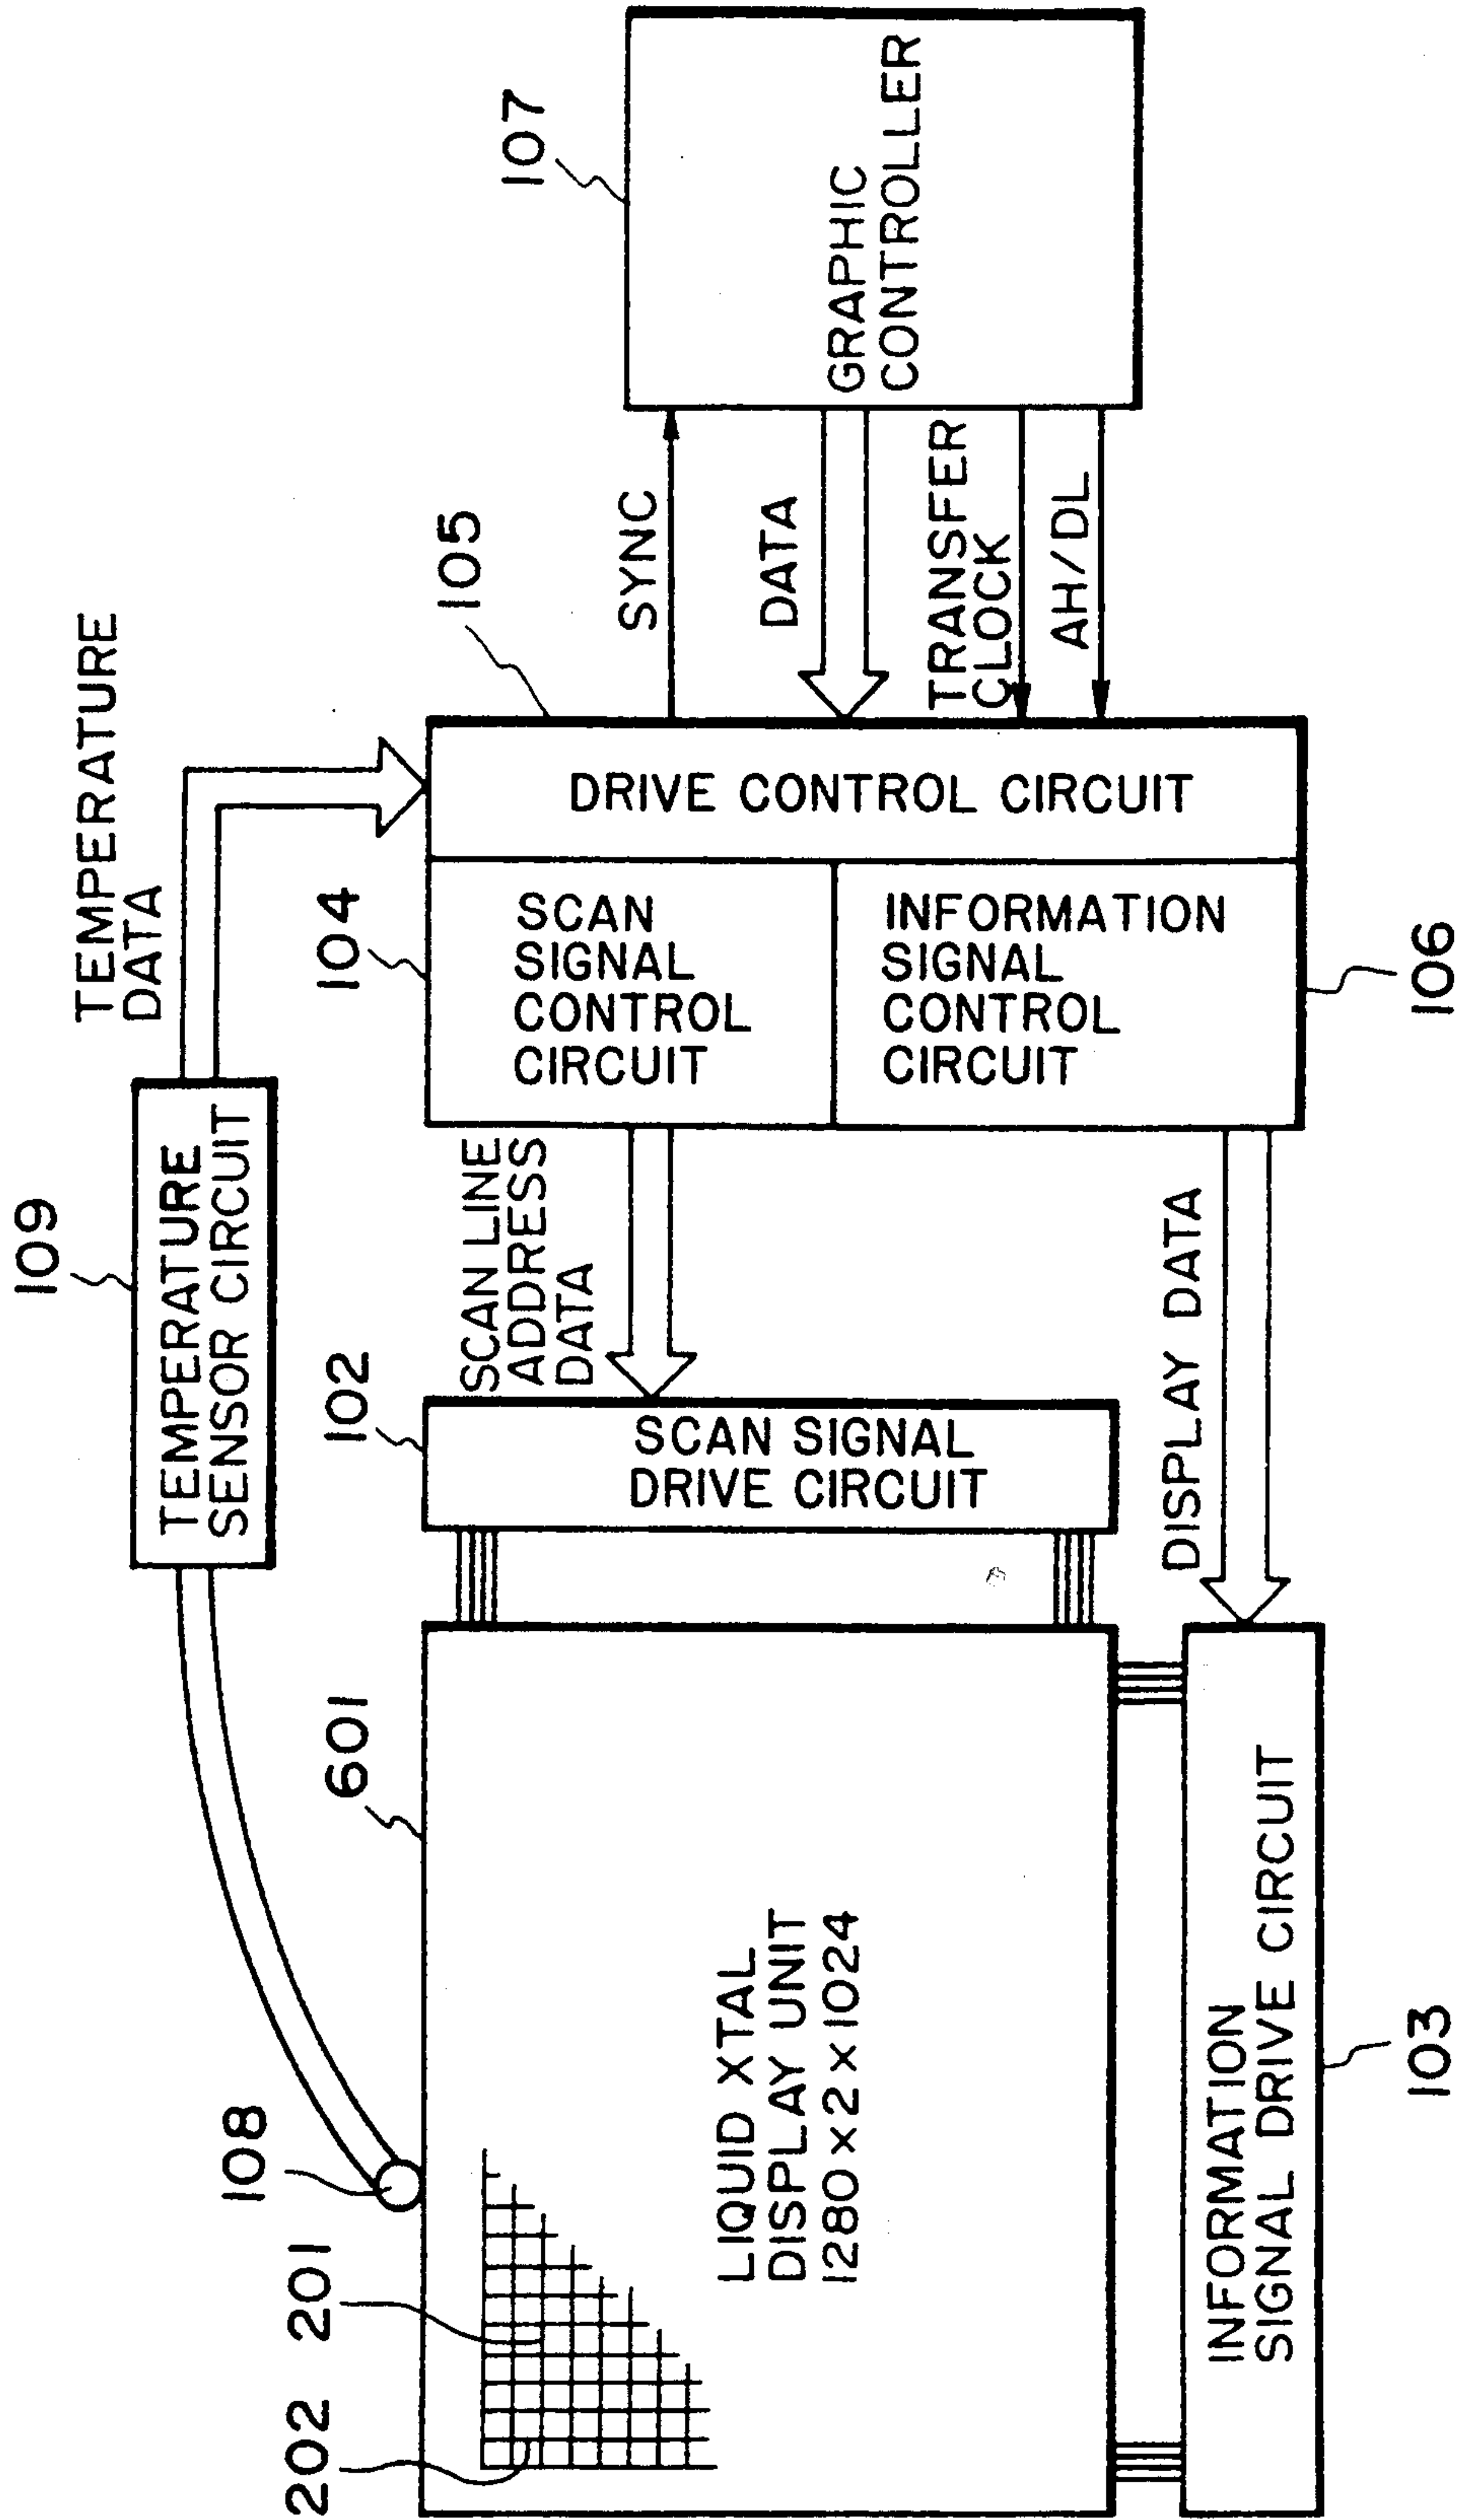 109
TEMPERATURE
SENSOR CIRCUIT
TEMPERATURE
DATA
108
202
201
601
LIQUID XTAL
DISPLAY UNIT
1280×2×1024
102
SCAN SIGNAL
DRIVE CIRCUIT
SCAN LINE
ADDRESS
DATA
104
SCAN
SIGNAL
CONTROL
CIRCUIT
INFORMATION
SIGNAL
CONTROL
CIRCUIT
106
105
DRIVE CONTROL CIRCUIT
SYNC
DATA
TRANSFER
CLOCK
AH/DL
107
GRAPHIC
CONTROLLER
DISPLAY DATA
INFORMATION
SIGNAL DRIVE CIRCUIT
103